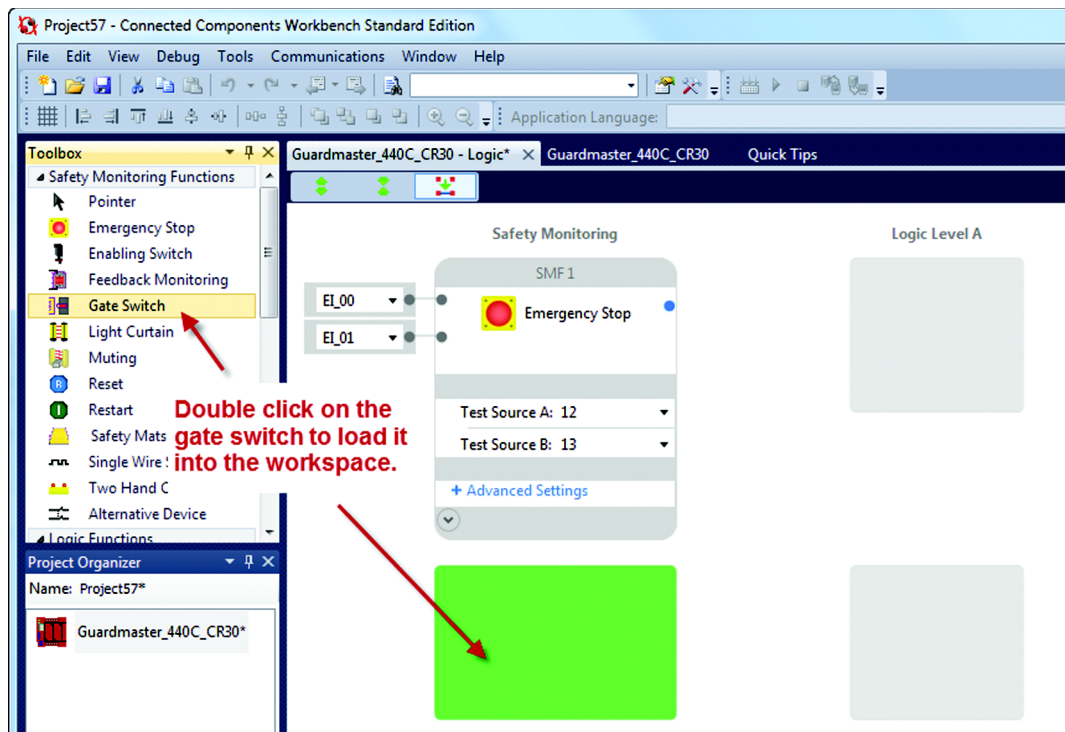 Project57 - Connected Components Workbench Standard Edition
File Edit View Debug Tools Communications Window Help
Application Language:
Toolbox
Guardmaster_440C_CR30 - Logic* Guardmaster_440C_CR30 Quick Tips
Safety Monitoring Functions
Pointer
Emergency Stop
Enabling Switch
Feedback Monitoring
Gate Switch
Light Curtain
Muting
Reset
Restart
Safety Mats
Single Wire
Two Hand C
Alternative Device
Logic Functions
Double click on the
gate switch to load it
into the workspace.
Safety Monitoring
Logic Level A
SMF 1
EI_00
EI_01
Emergency Stop
Test Source A: 12
Test Source B: 13
+ Advanced Settings
Project Organizer
Name: Project57*
Guardmaster_440C_CR30*